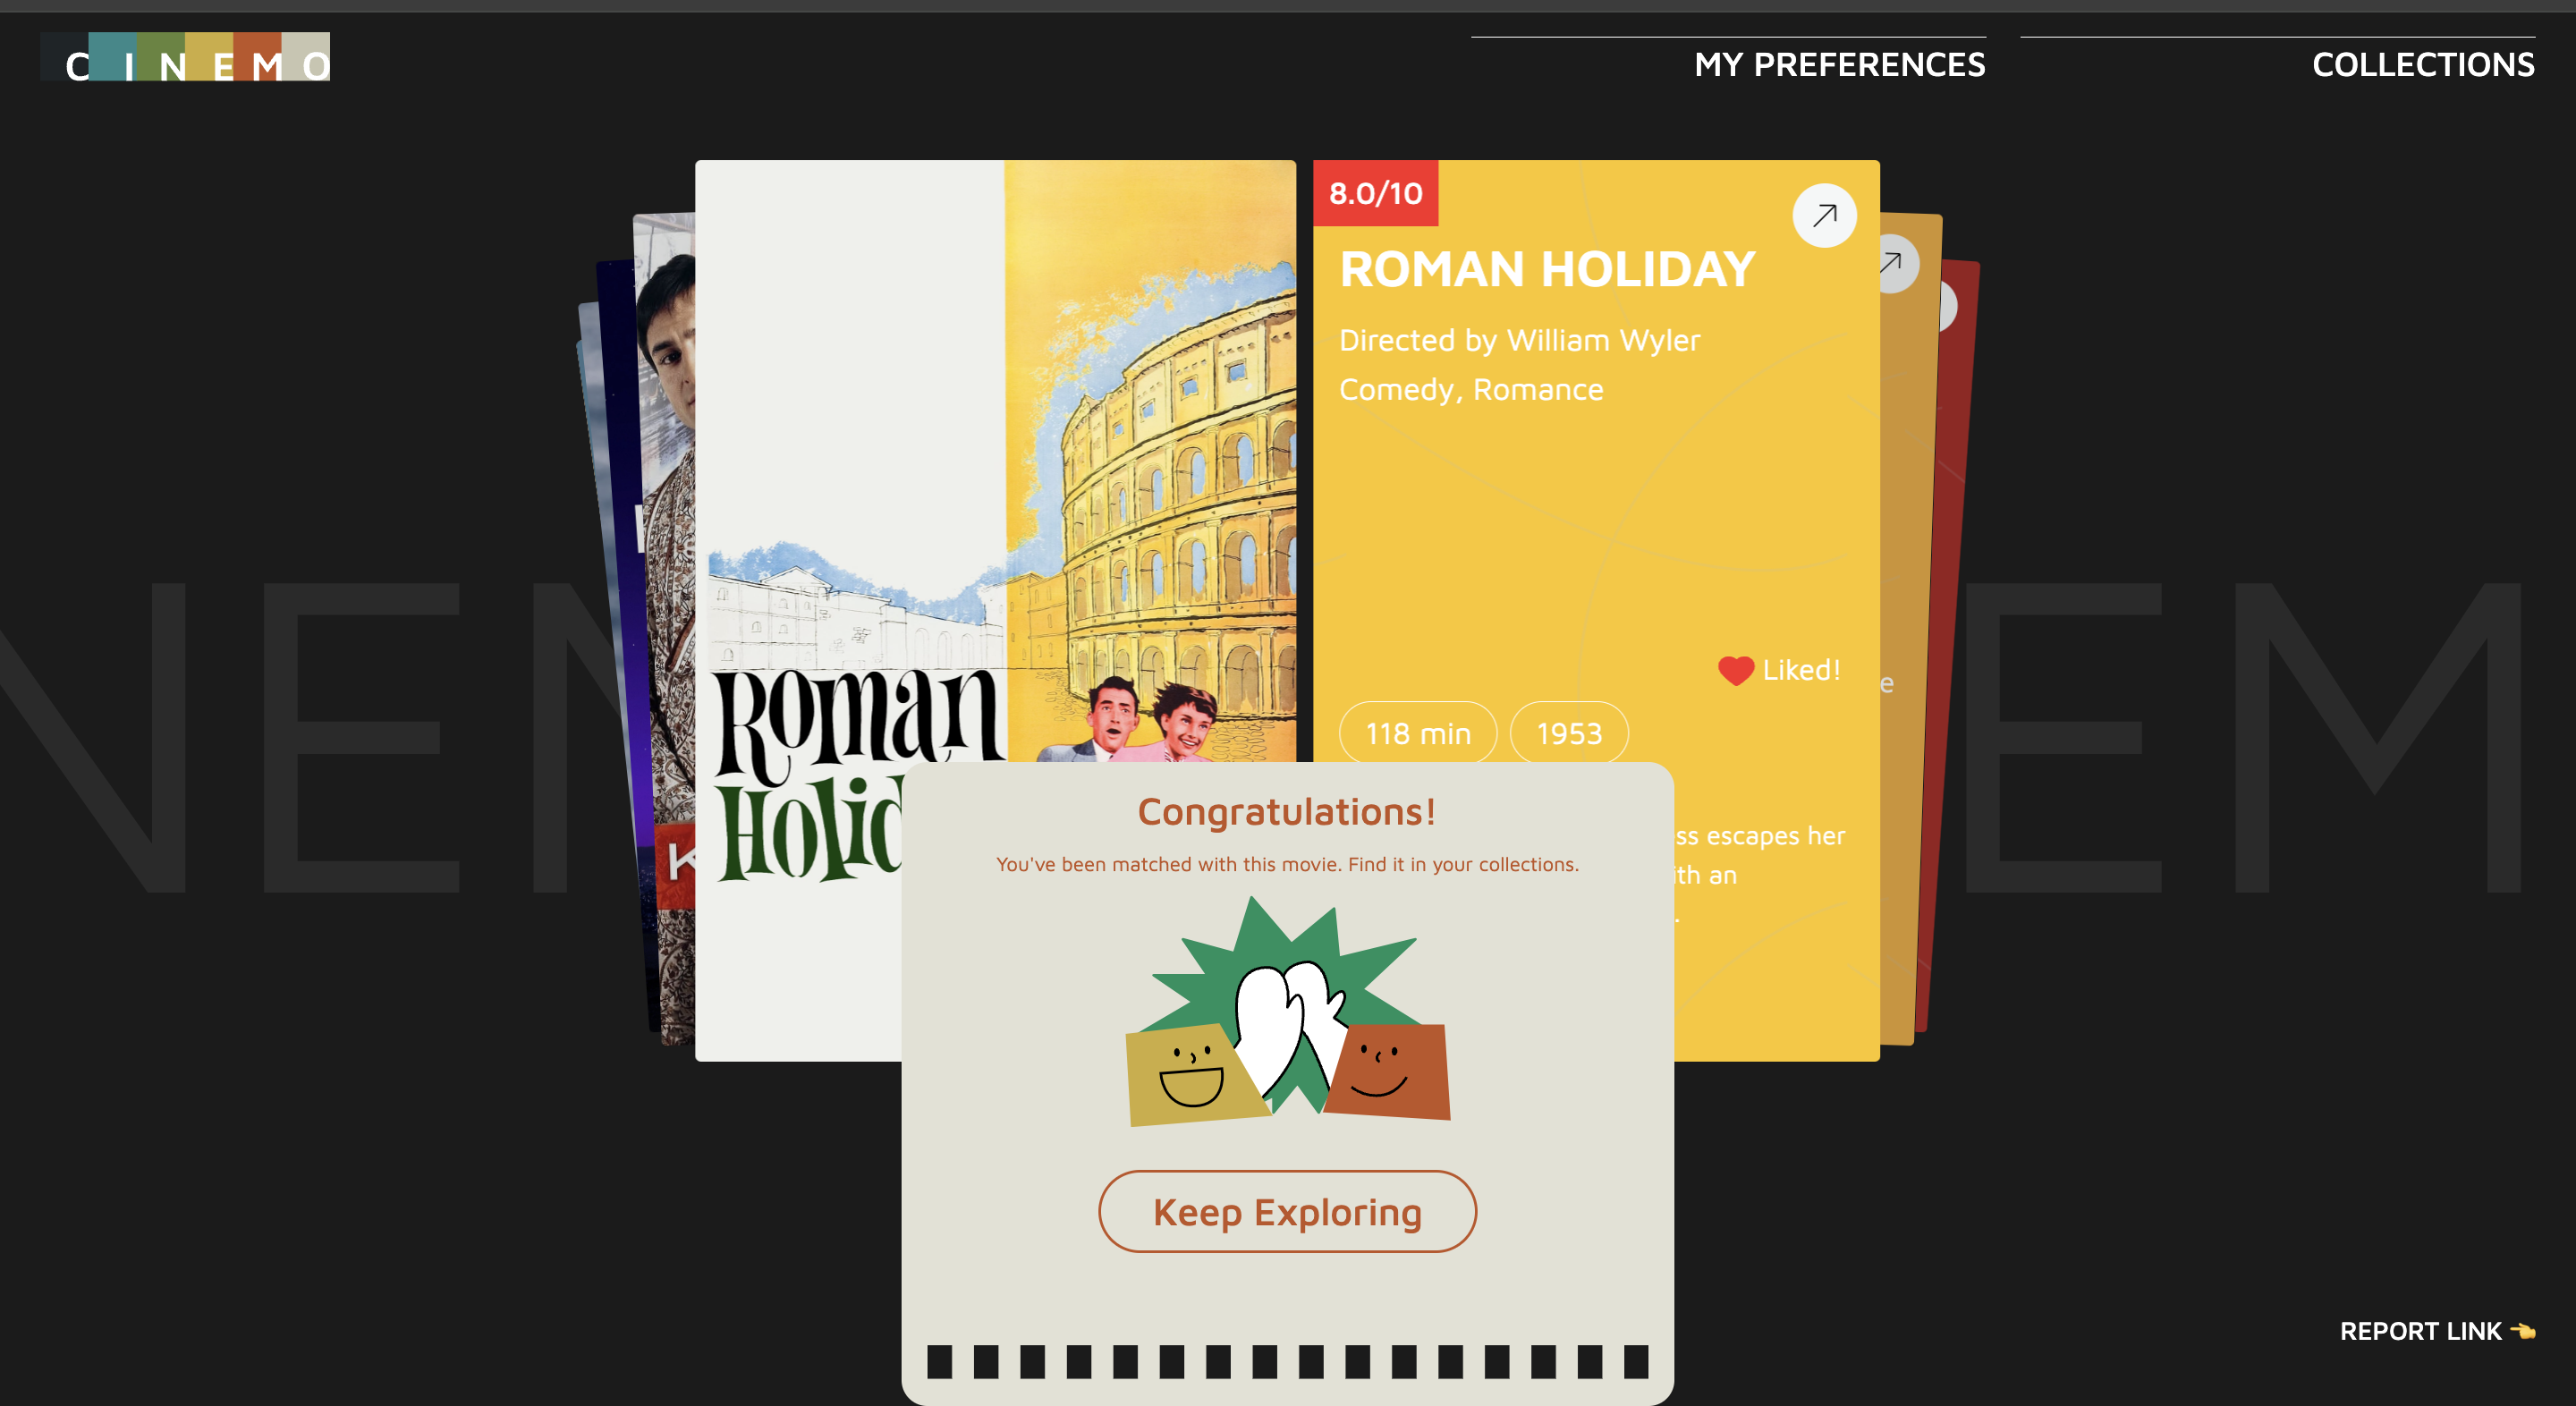 CINEMO
MY PREFERENCES
COLLECTIONS
8.0/10
ROMAN HOLIDAY
Directed by William Wyler
Comedy, Romance
NEM
EM
Liked!
e
118 min
1953
Roman
Holid
K
ss escapes her
ith an
.
Congratulations!
You've been matched with this movie. Find it in your collections.
Keep Exploring
REPORT LINK 👈